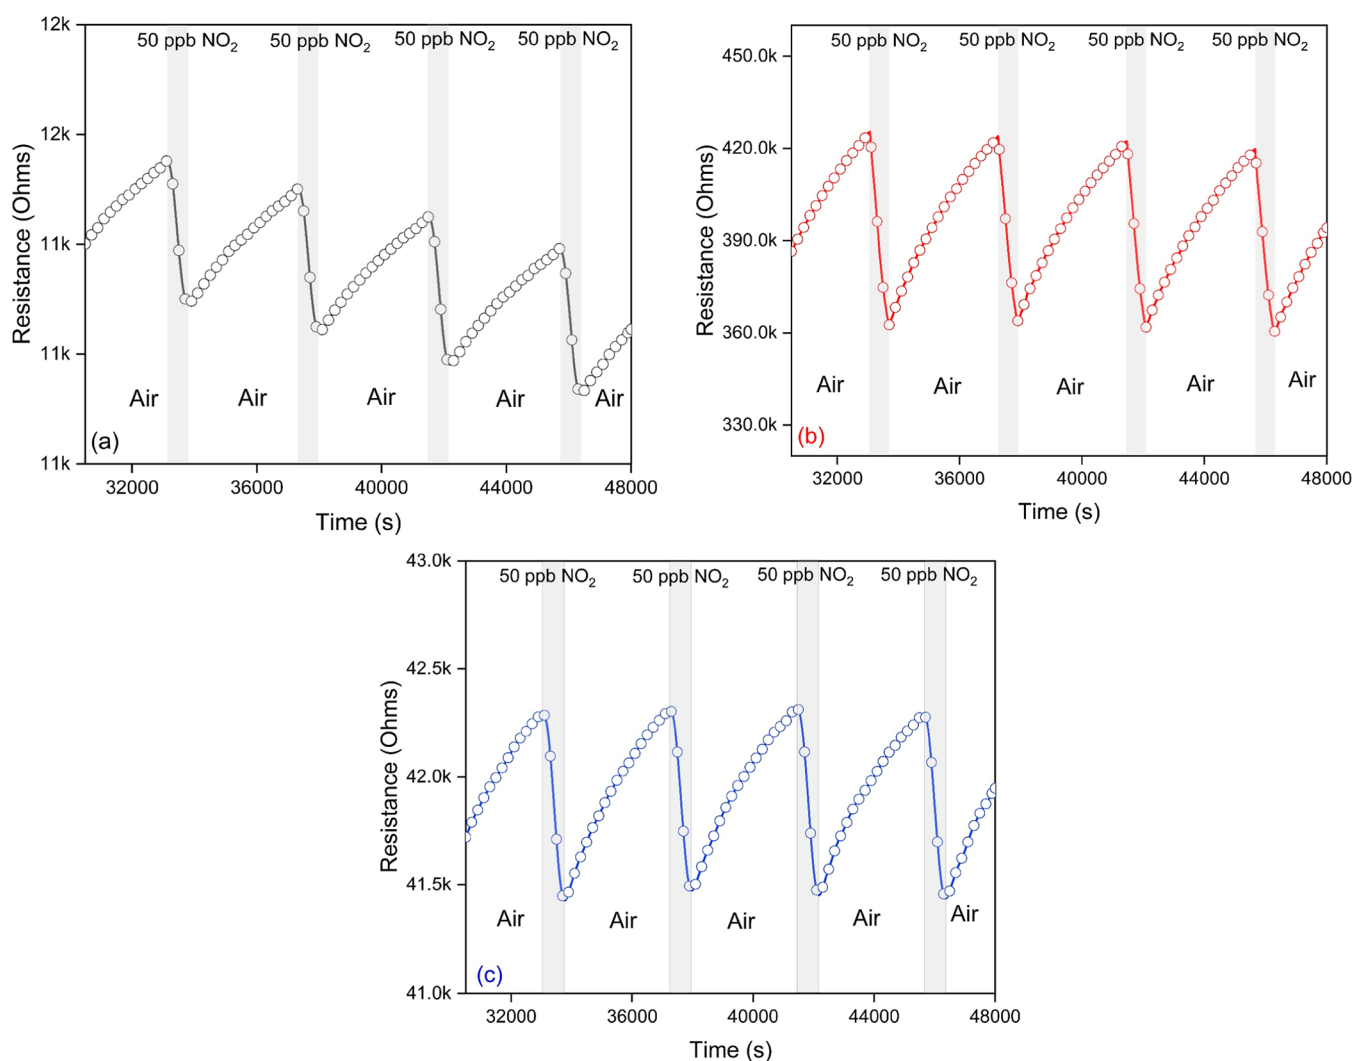 12k
12k
11k
11k
11k
Resistance (Ohms)
50 ppb NO₂ 50 ppb NO₂ 50 ppb NO₂ 50 ppb NO₂
Air Air Air Air Air
(a)
32000 36000 40000 44000 48000
Time (s)
450.0k
420.0k
390.0k
360.0k
330.0k
Resistance (Ohms)
50 ppb NO₂ 50 ppb NO₂ 50 ppb NO₂ 50 ppb NO₂
Air Air Air Air Air
(b)
32000 36000 40000 44000 48000
Time (s)
43.0k
42.5k
42.0k
41.5k
41.0k
Resistance (Ohms)
50 ppb NO₂ 50 ppb NO₂ 50 ppb NO₂ 50 ppb NO₂
Air Air Air Air Air
(c)
32000 36000 40000 44000 48000
Time (s)